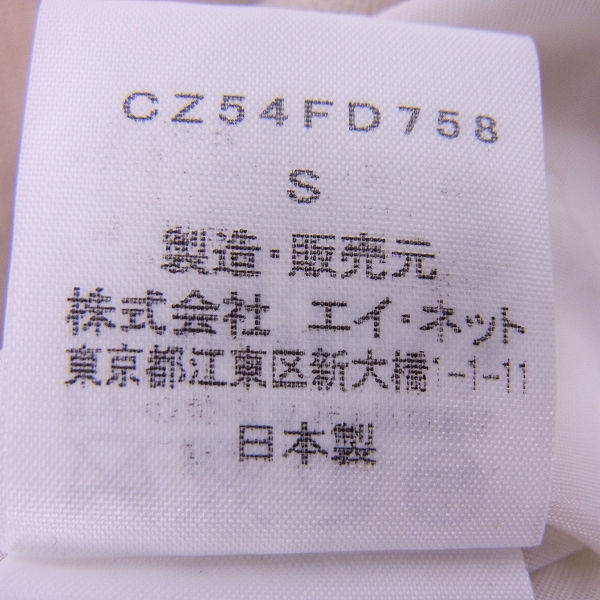 CZ54FD758
S
製造・販売元
株式会社 エイ・ネット
東京都江東区新大橋1-1-11
日本製